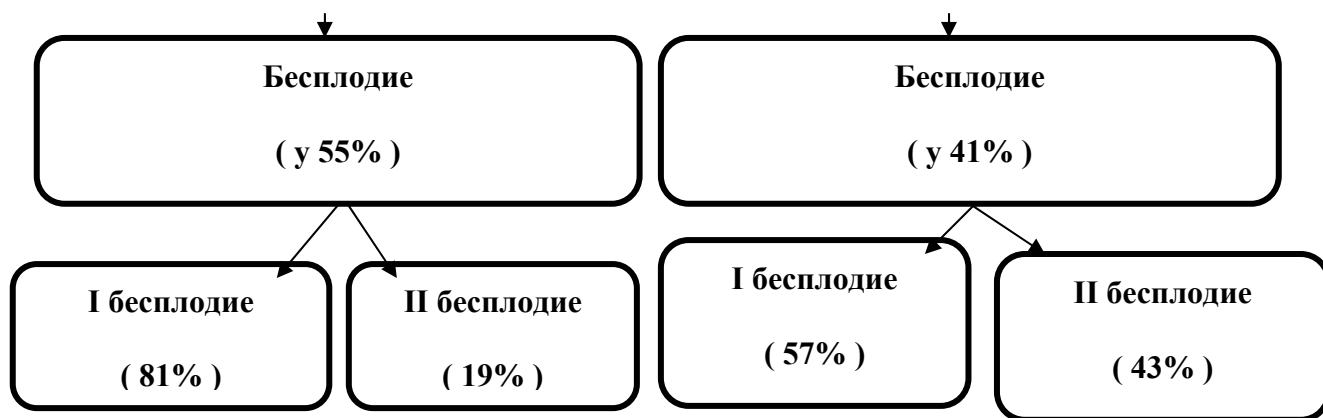 Бесплодие
( у 55% )
Бесплодие
( у 41% )
I бесплодие
( 81% )
II бесплодие
( 19% )
I бесплодие
( 57% )
II бесплодие
( 43% )